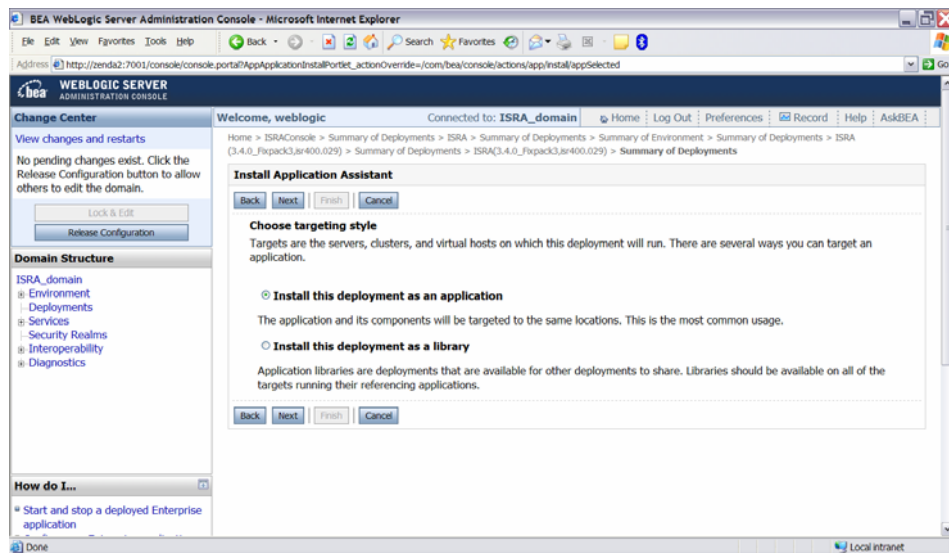 BEA WebLogic Server Administration Console - Microsoft Internet Explorer
File Edit View Favorites Tools Help
Back Search Favorites
Address http://zenda2:7001/console/console.portal?AppApplicationInstallPortlet_actionOverride=/com/bea/console/actions/app/install/appSelected Go
bea WEBLOGIC SERVER
ADMINISTRATION CONSOLE
Change Center
View changes and restarts
No pending changes exist. Click the
Release Configuration button to allow
others to edit the domain.
Lock & Edit
Release Configuration
Domain Structure
ISRA_domain
Environment
Deployments
Services
Security Realms
Interoperability
Diagnostics
How do I...
Start and stop a deployed Enterprise
application
Welcome, weblogic Connected to: ISRA_domain Home Log Out Preferences Record Help AskBEA
Home > ISRAConsole > Summary of Deployments > ISRA > Summary of Deployments > Summary of Environment > Summary of Deployments > ISRA
(3.4.0_Fixpack3,isr400.029) > Summary of Deployments > ISRA(3.4.0_Fixpack3,isr400.029) > Summary of Deployments
Install Application Assistant
Back Next Finish Cancel
Choose targeting style
Targets are the servers, clusters, and virtual hosts on which this deployment will run. There are several ways you can target an
application.
Install this deployment as an application
The application and its components will be targeted to the same locations. This is the most common usage.
Install this deployment as a library
Application libraries are deployments that are available for other deployments to share. Libraries should be available on all of the
targets running their referencing applications.
Back Next Finish Cancel
Done Local intranet